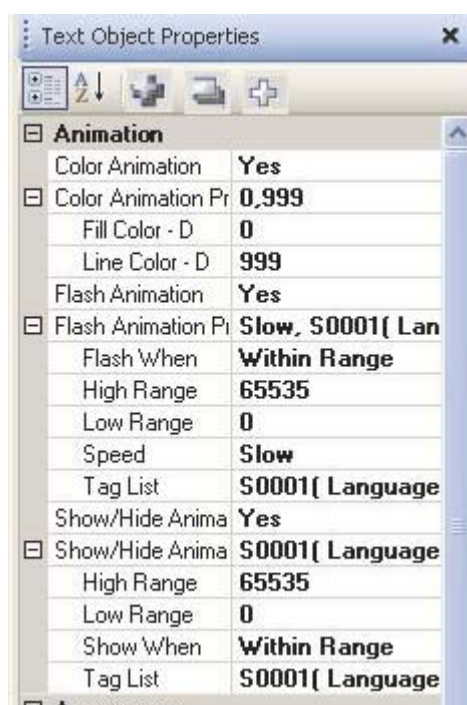 Text Object Properties
Animation
Color Animation Yes
Color Animation Pr 0,999
Fill Color - D 0
Line Color - D 999
Flash Animation Yes
Flash Animation Pr Slow, S0001( Lan
Flash When Within Range
High Range 65535
Low Range 0
Speed Slow
Tag List S0001( Language
Show/Hide Anima Yes
Show/Hide Anima S0001( Language
High Range 65535
Low Range 0
Show When Within Range
Tag List S0001( Language